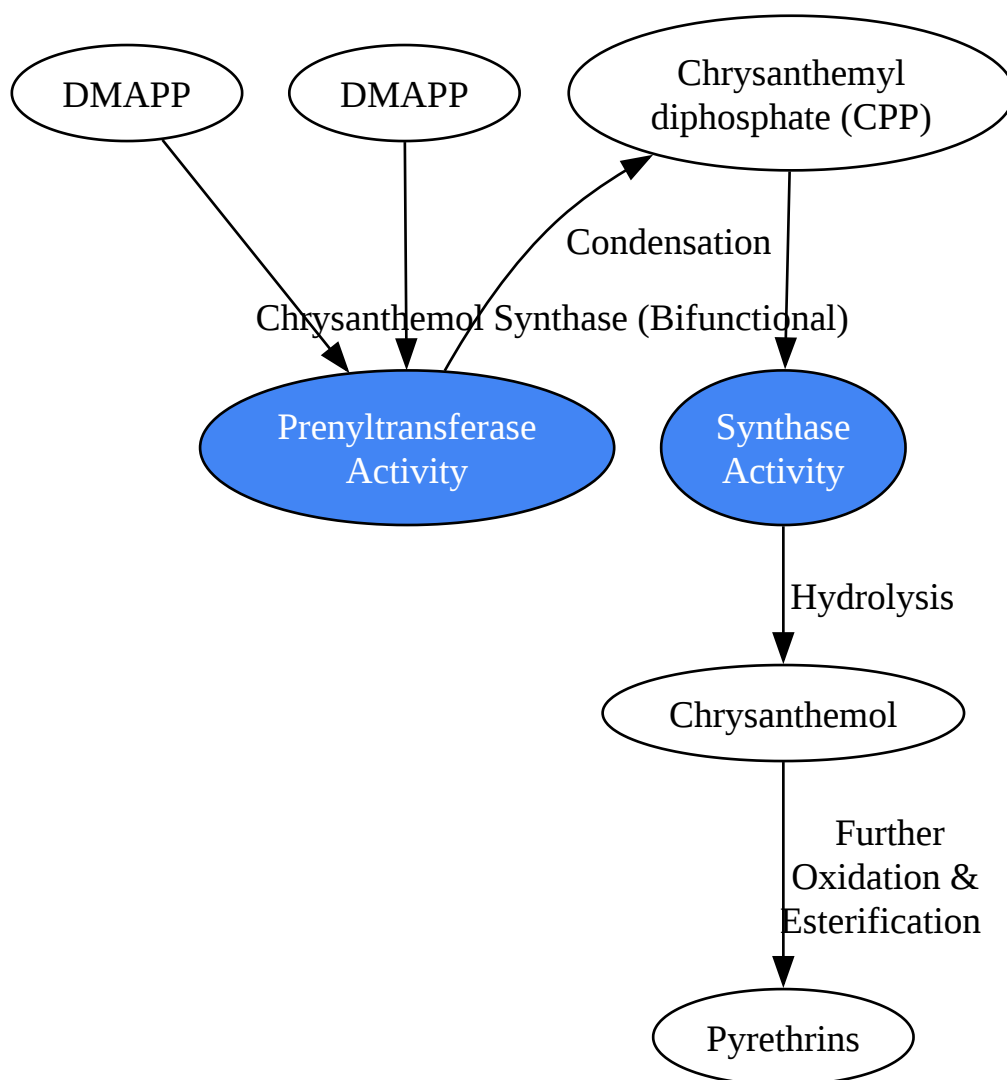 DMAPP
DMAPP
Chrysanthemyl
diphosphate (CPP)
Condensation
Chrysanthemol Synthase (Bifunctional)
Prenyltransferase
Activity
Synthase
Activity
Hydrolysis
Chrysanthemol
Further
Oxidation &
Esterification
Pyrethrins